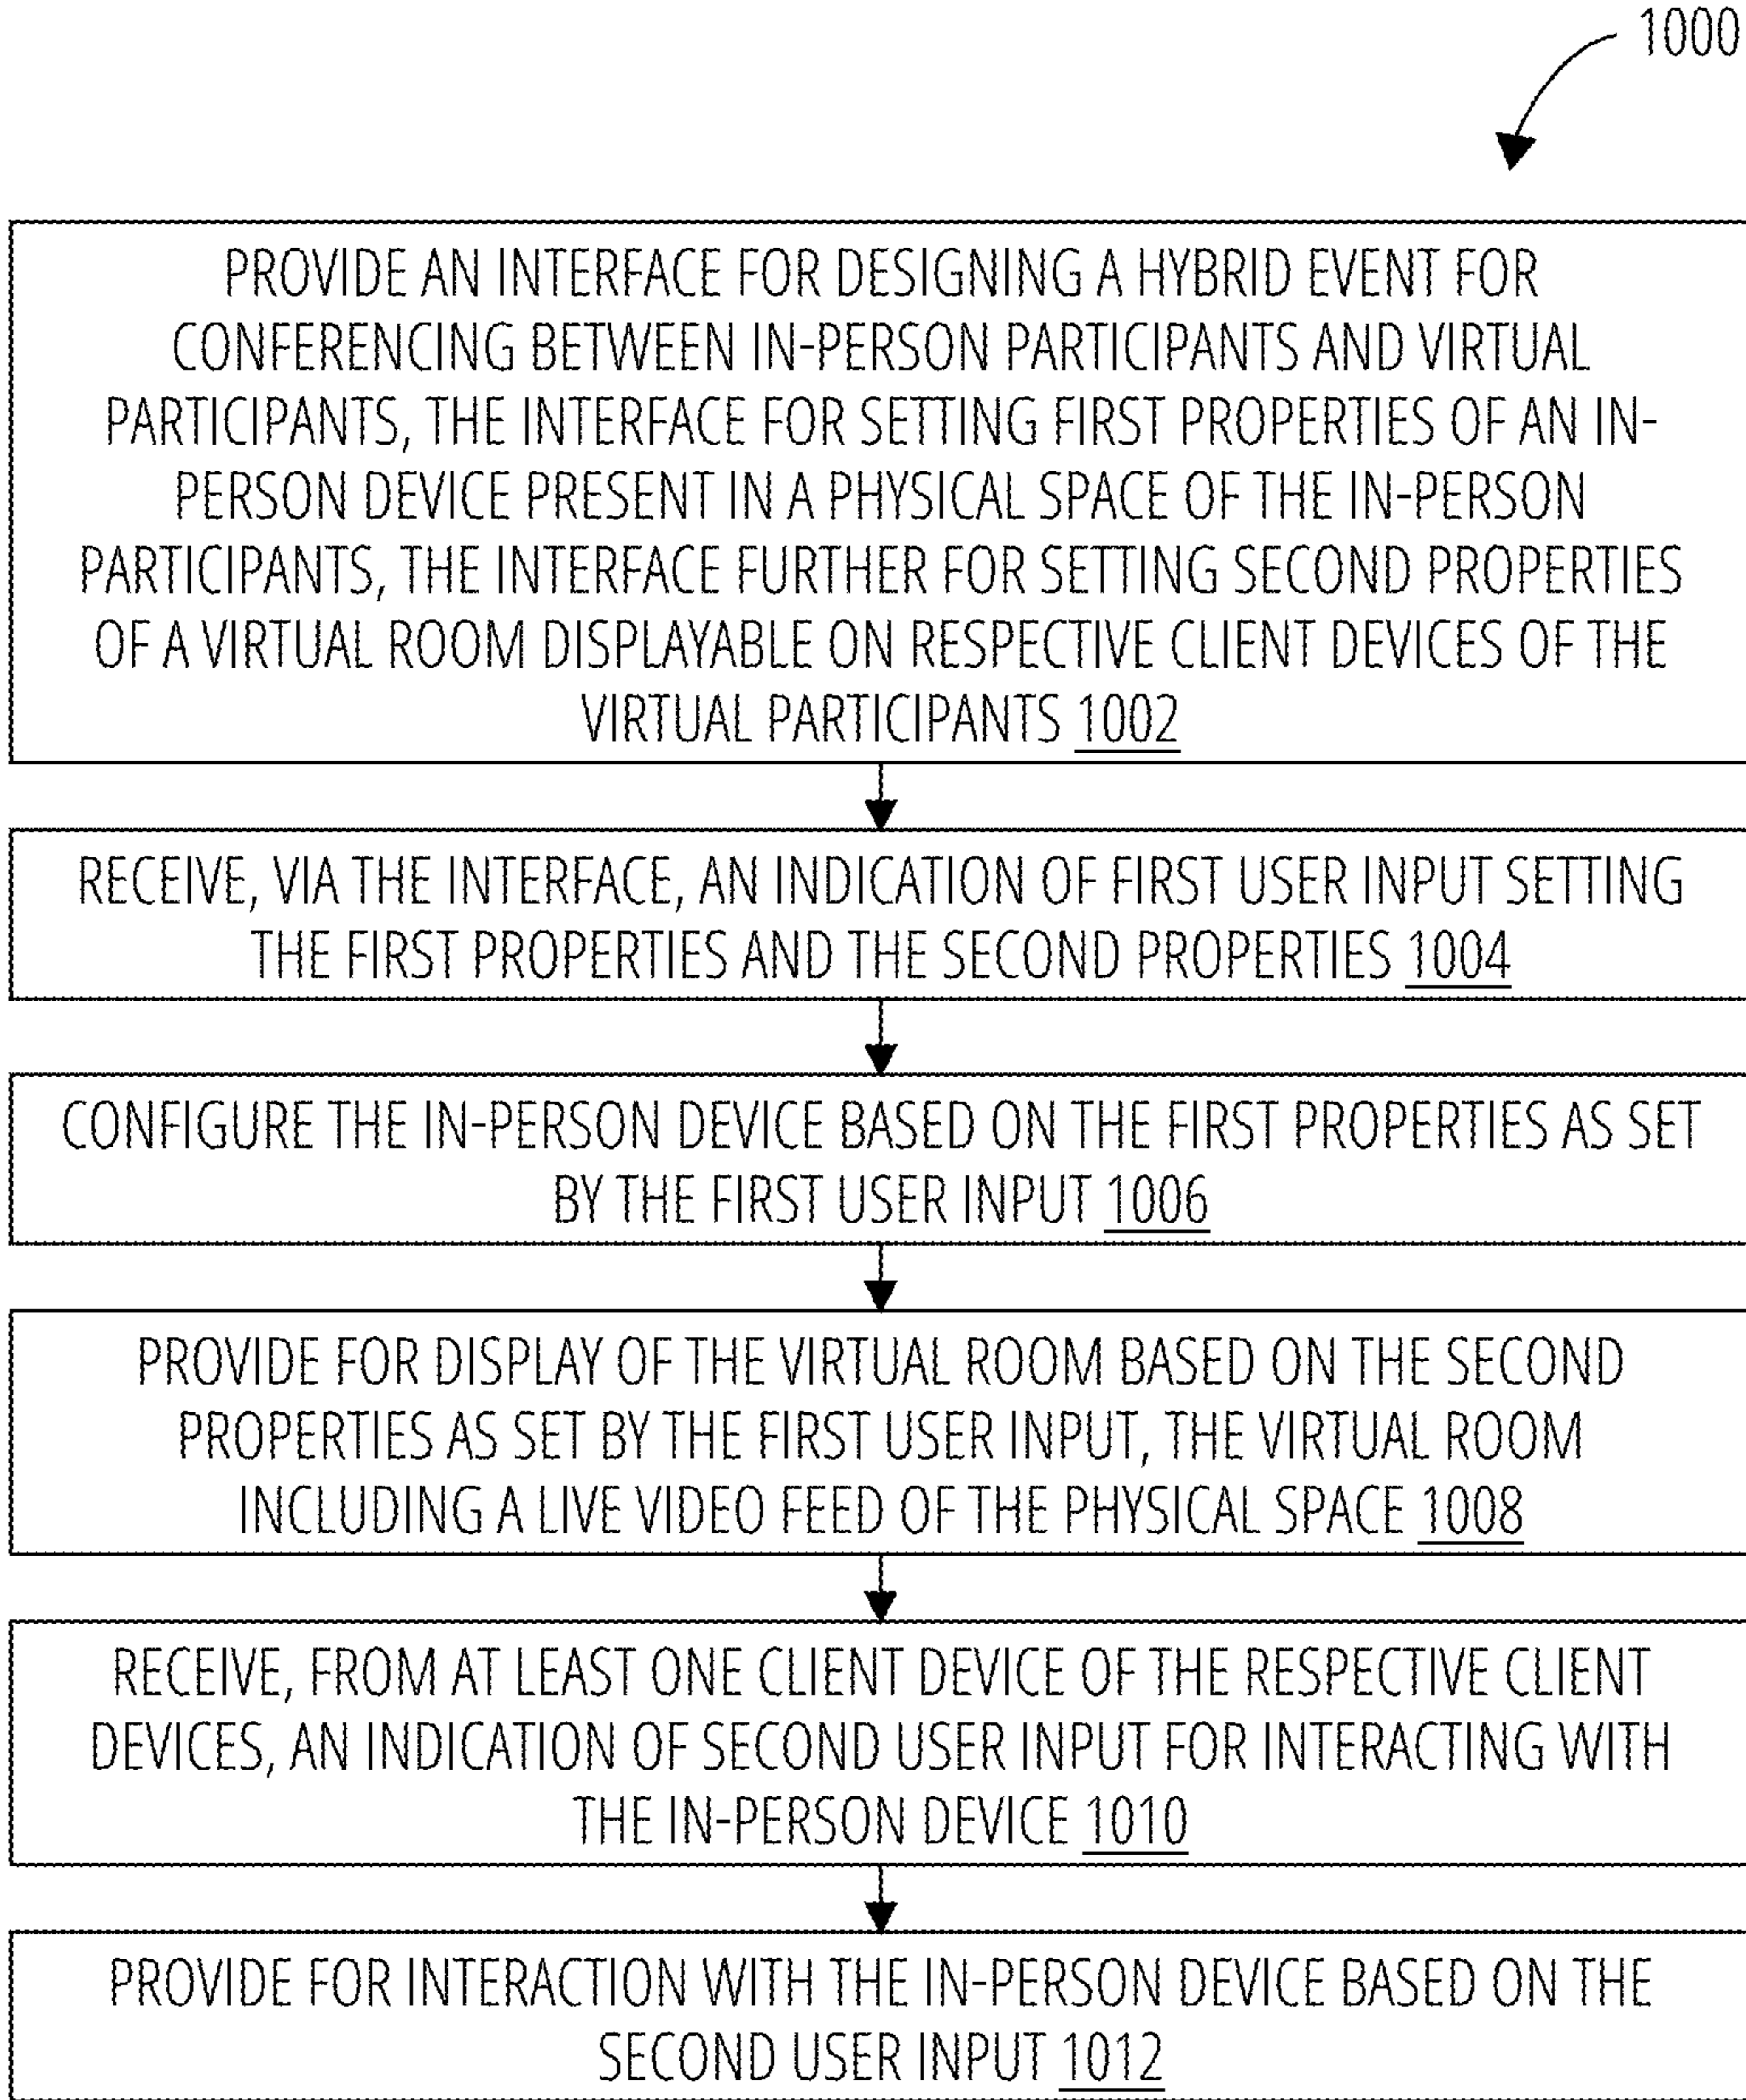 1000
PROVIDE AN INTERFACE FOR DESIGNING A HYBRID EVENT FOR
CONFERENCING BETWEEN IN-PERSON PARTICIPANTS AND VIRTUAL
PARTICIPANTS, THE INTERFACE FOR SETTING FIRST PROPERTIES OF AN IN-
PERSON DEVICE PRESENT IN A PHYSICAL SPACE OF THE IN-PERSON
PARTICIPANTS, THE INTERFACE FURTHER FOR SETTING SECOND PROPERTIES
OF A VIRTUAL ROOM DISPLAYABLE ON RESPECTIVE CLIENT DEVICES OF THE
VIRTUAL PARTICIPANTS 1002
RECEIVE, VIA THE INTERFACE, AN INDICATION OF FIRST USER INPUT SETTING
THE FIRST PROPERTIES AND THE SECOND PROPERTIES 1004
CONFIGURE THE IN-PERSON DEVICE BASED ON THE FIRST PROPERTIES AS SET
BY THE FIRST USER INPUT 1006
PROVIDE FOR DISPLAY OF THE VIRTUAL ROOM BASED ON THE SECOND
PROPERTIES AS SET BY THE FIRST USER INPUT, THE VIRTUAL ROOM
INCLUDING A LIVE VIDEO FEED OF THE PHYSICAL SPACE 1008
RECEIVE, FROM AT LEAST ONE CLIENT DEVICE OF THE RESPECTIVE CLIENT
DEVICES, AN INDICATION OF SECOND USER INPUT FOR INTERACTING WITH
THE IN-PERSON DEVICE 1010
PROVIDE FOR INTERACTION WITH THE IN-PERSON DEVICE BASED ON THE
SECOND USER INPUT 1012